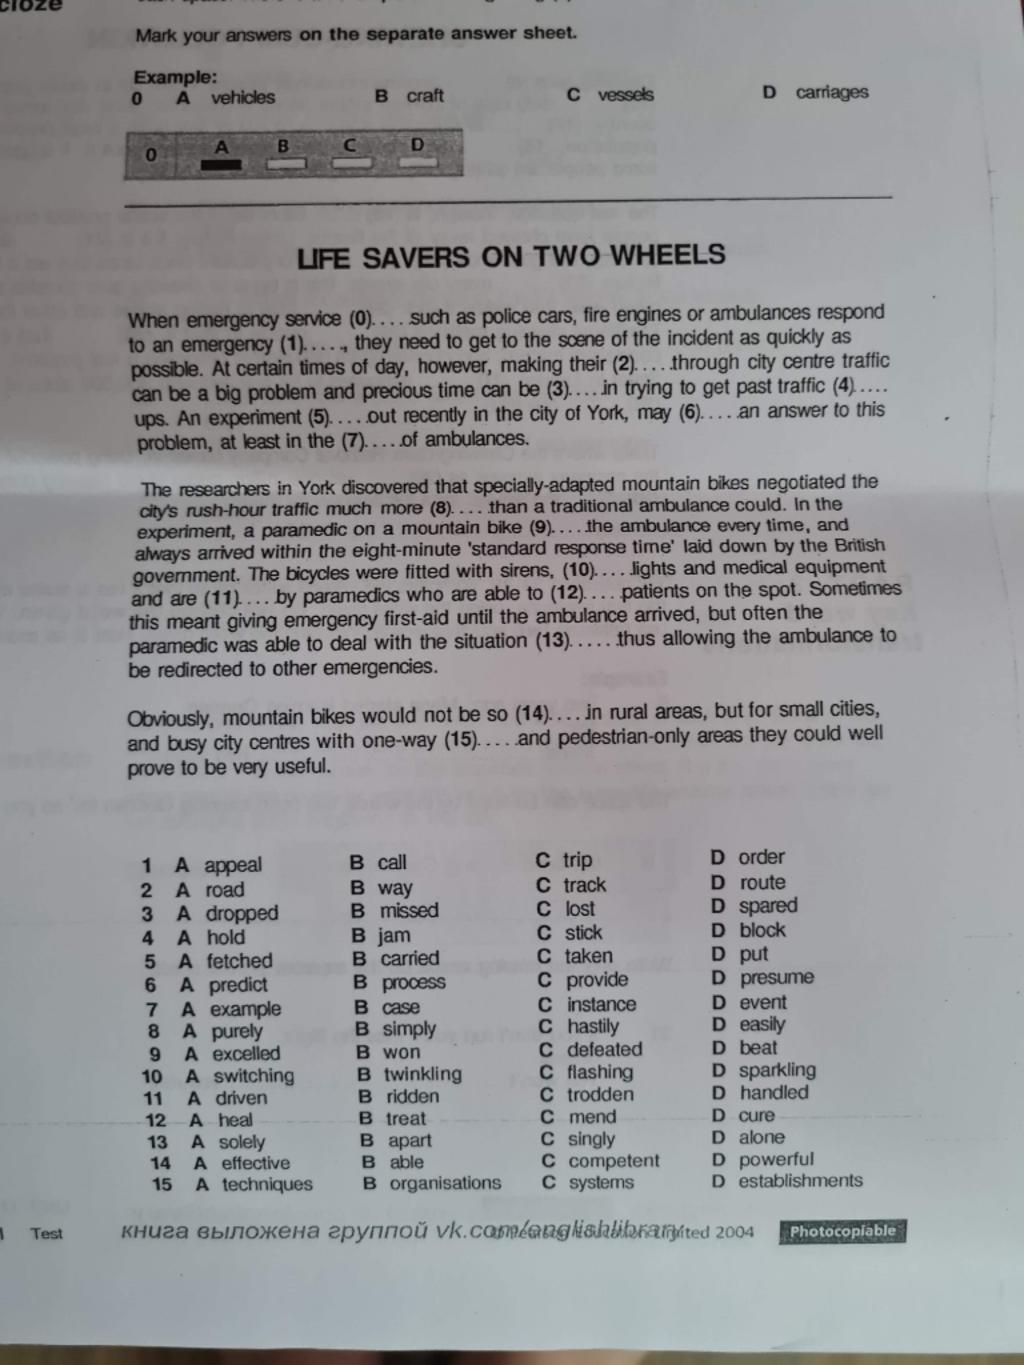 cloze
Mark your answers on the separate answer sheet.
Example:
0 A vehicles B craft C vessels D carriages
0 A B C D
LIFE SAVERS ON TWO WHEELS
When emergency service (0).... such as police cars, fire engines or ambulances respond
to an emergency (1)....., they need to get to the scene of the incident as quickly as
possible. At certain times of day, however, making their (2).....through city centre traffic
can be a big problem and precious time can be (3).....in trying to get past traffic (4).....
ups. An experiment (5).....out recently in the city of York, may (6).....an answer to this
problem, at least in the (7).....of ambulances.
The researchers in York discovered that specially-adapted mountain bikes negotiated the
city's rush-hour traffic much more (8).....than a traditional ambulance could. In the
experiment, a paramedic on a mountain bike (9).....the ambulance every time, and
always arrived within the eight-minute 'standard response time' laid down by the British
government. The bicycles were fitted with sirens, (10).....lights and medical equipment
and are (11).....by paramedics who are able to (12).....patients on the spot. Sometimes
this meant giving emergency first-aid until the ambulance arrived, but often the
paramedic was able to deal with the situation (13).....thus allowing the ambulance to
be redirected to other emergencies.
Obviously, mountain bikes would not be so (14).....in rural areas, but for small cities,
and busy city centres with one-way (15).....and pedestrian-only areas they could well
prove to be very useful.
1 A appeal B call C trip D order
2 A road B way C track D route
3 A dropped B missed C lost D spared
4 A hold B jam C stick D block
5 A fetched B carried C taken D put
6 A predict B process C provide D presume
7 A example B case C instance D event
8 A purely B simply C hastily D easily
9 A excelled B won C defeated D beat
10 A switching B twinkling C flashing D sparkling
11 A driven B ridden C trodden D handled
12 A heal B treat C mend D cure
13 A solely B apart C singly D alone
14 A effective B able C competent D powerful
15 A techniques B organisations C systems D establishments
Test книга выложена группой vk.com/englishlibrary Limited 2004 Photocopiable